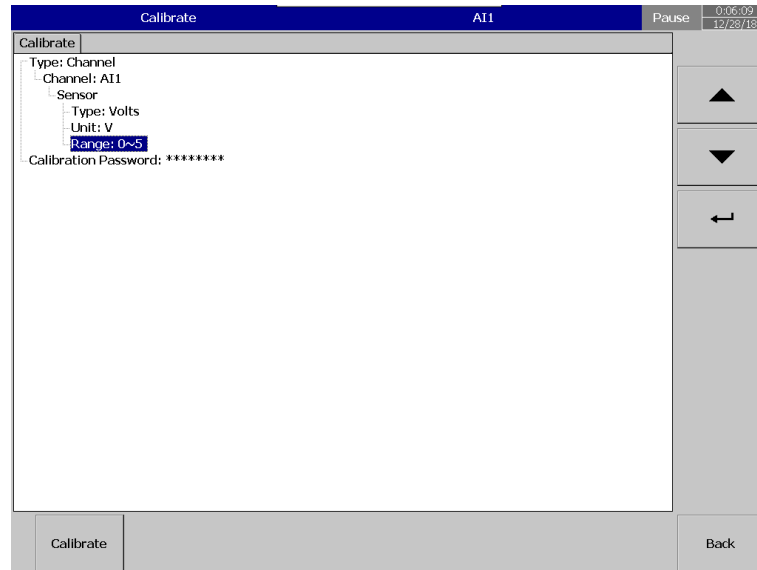 Calibrate AI1 Pause 0:06:09
12/28/18
Calibrate
Type: Channel
Channel: AI1
Sensor
Type: Volts
Unit: V
Range: 0~5
Calibration Password: ********
Calibrate Back